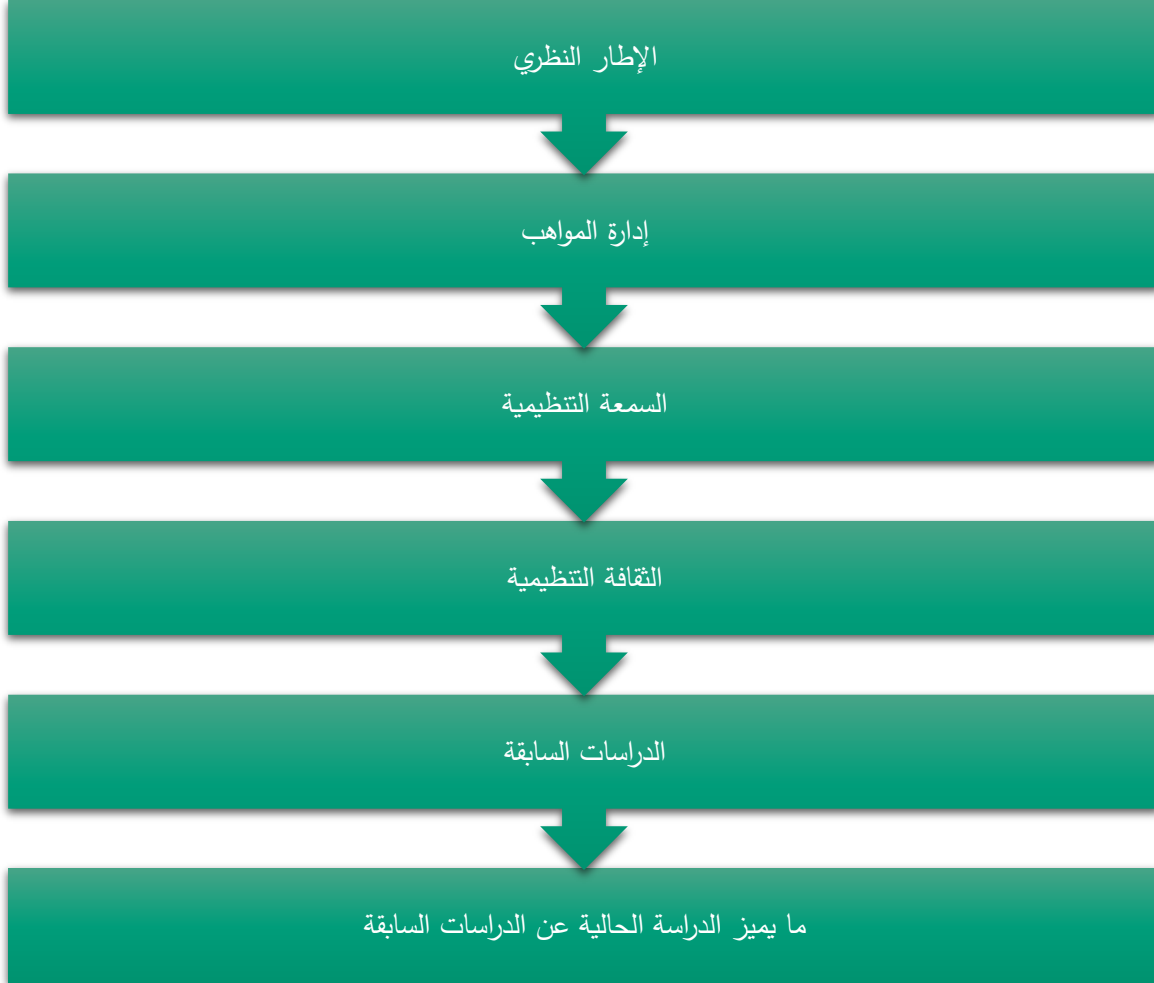 الإطار النظري
إدارة المواهب
السمعة التنظيمية
الثقافة التنظيمية
الدراسات السابقة
ما يميز الدراسة الحالية عن الدراسات السابقة